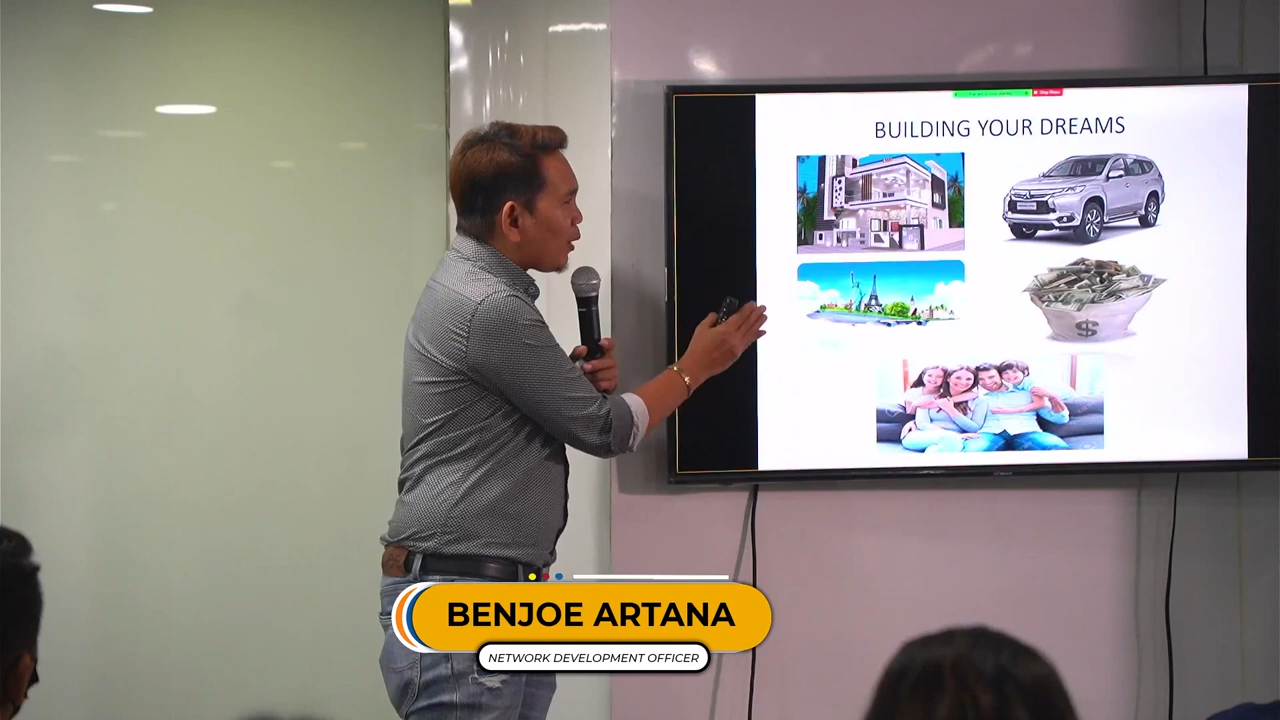 BUILDING YOUR DREAMS
$
BENJOE ARTANA
NETWORK DEVELOPMENT OFFICER